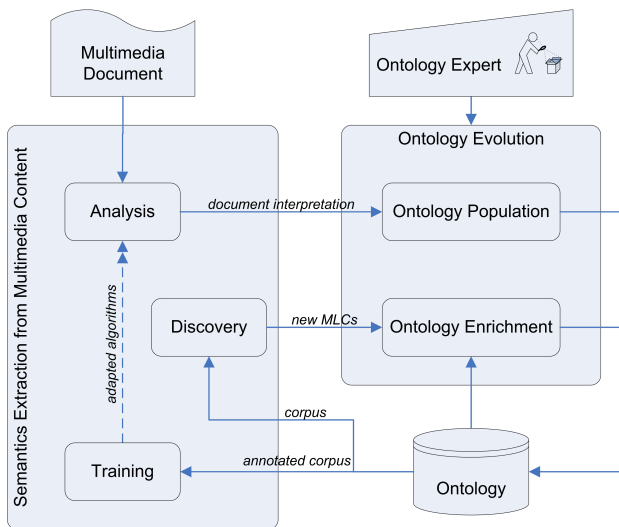 Multimedia
Document
Ontology Expert
Semantics Extraction from Multimedia Content
Ontology Evolution
Analysis
document interpretation
Ontology Population
adapted algorithms
Discovery
new MLCs
Ontology Enrichment
corpus
Training
annotated corpus
Ontology